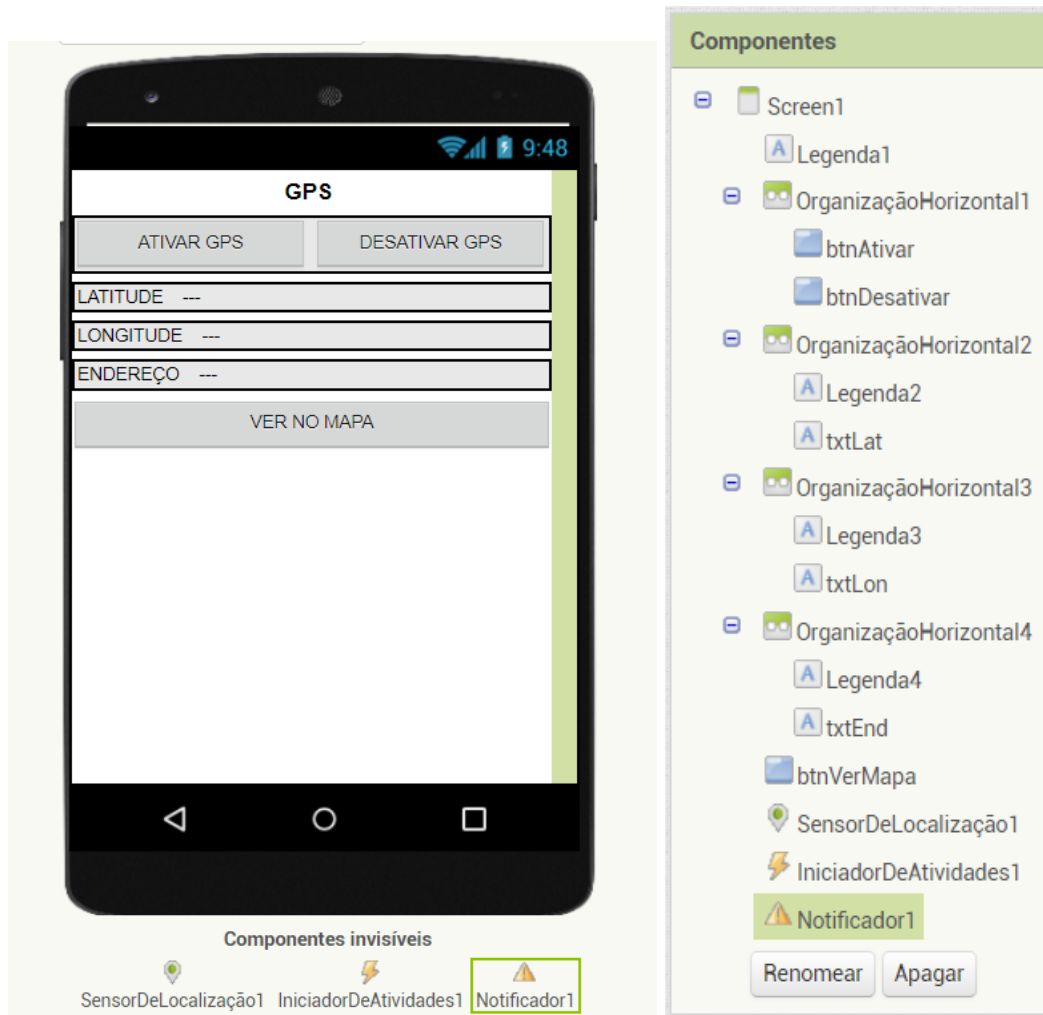 9:48
GPS
ATIVAR GPS
DESATIVAR GPS
LATITUDE ---
LONGITUDE ---
ENDEREÇO ---
VER NO MAPA
Componentes invisíveis
SensorDeLocalização1
IniciadorDeAtividades1
Notificador1
Componentes
Screen1
Legenda1
OrganizaçãoHorizontal1
btnAtivar
btnDesativar
OrganizaçãoHorizontal2
Legenda2
txtLat
OrganizaçãoHorizontal3
Legenda3
txtLon
OrganizaçãoHorizontal4
Legenda4
txtEnd
btnVerMapa
SensorDeLocalização1
IniciadorDeAtividades1
Notificador1
Renomear
Apagar